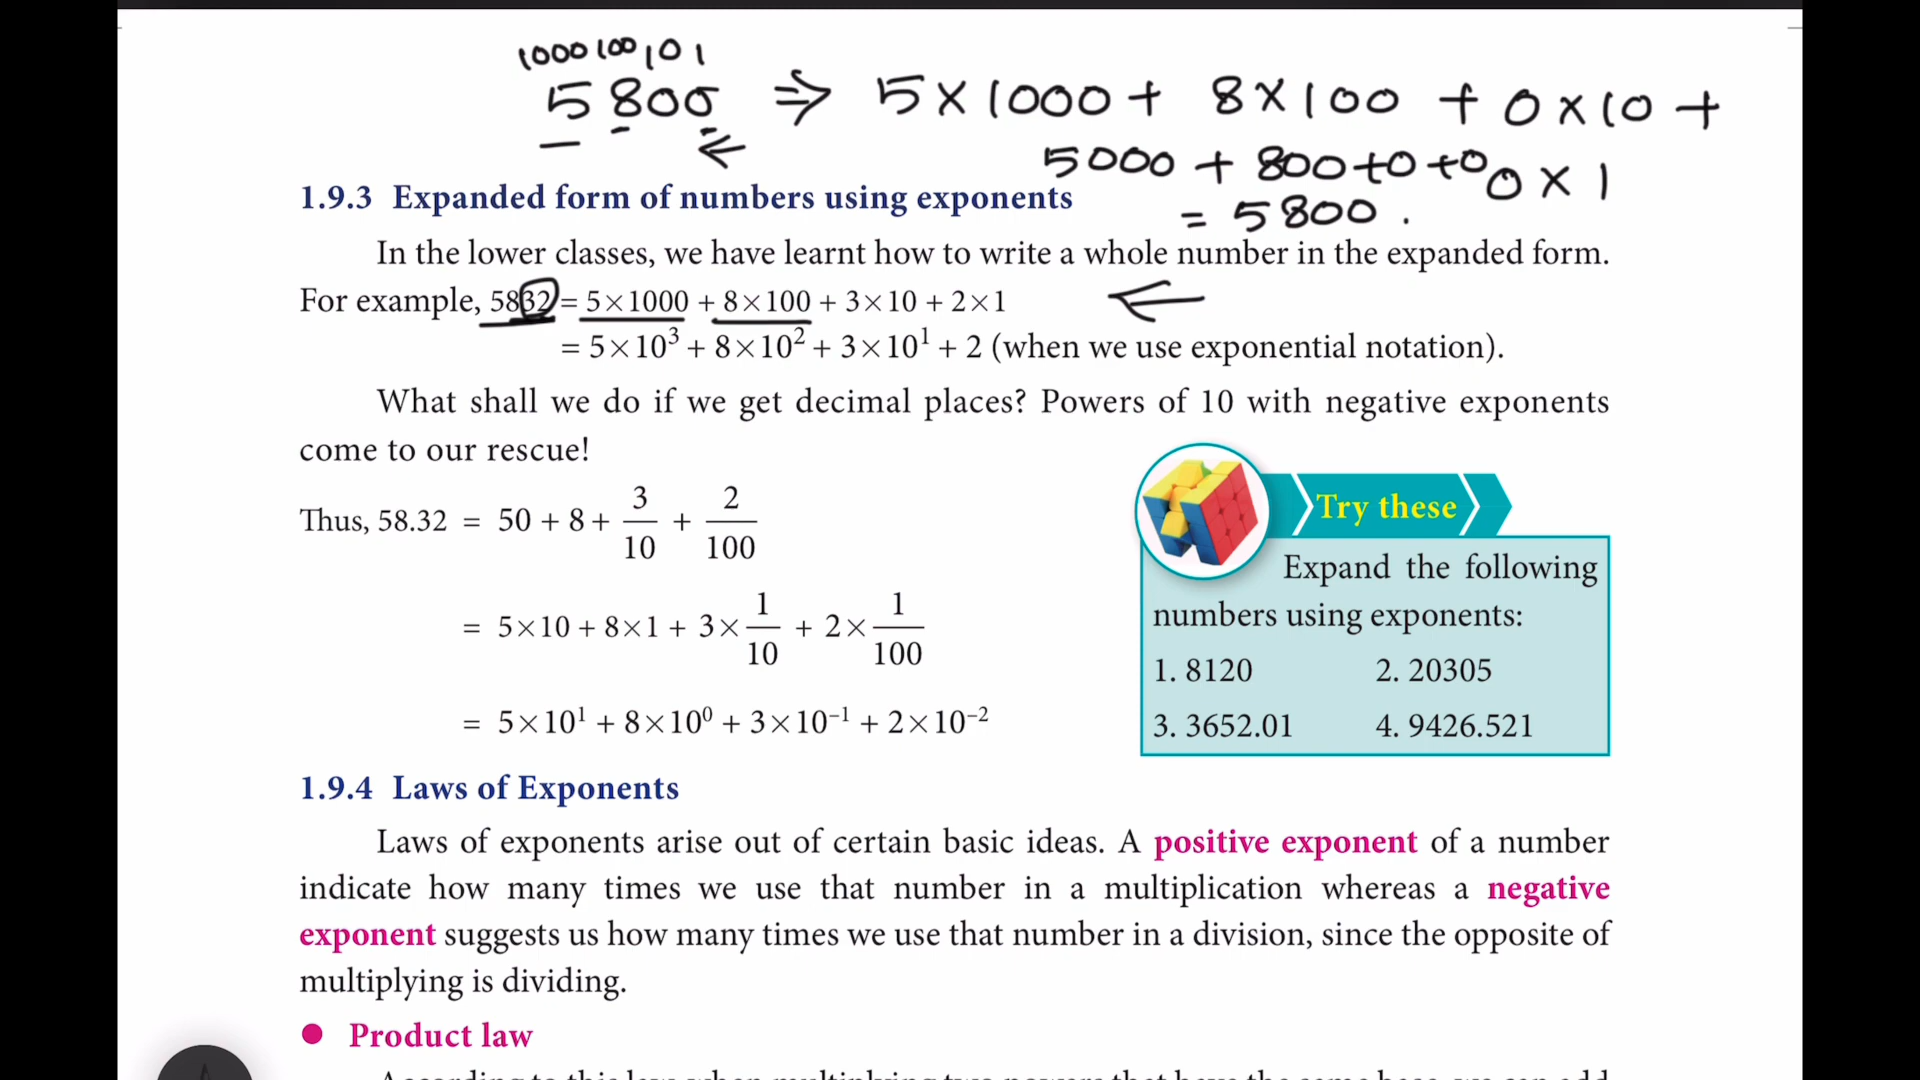 1000 100 10 1
5800 => 5 × 1000 + 8 × 100 + 0 × 10 +
5000 + 800 + 0 + 0 0 × 1
= 5800 .
1.9.3 Expanded form of numbers using exponents
In the lower classes, we have learnt how to write a whole number in the expanded form.
For example, 5832 = 5×1000 + 8×100 + 3×10 + 2×1
= 5×10³ + 8×10² + 3×10¹ + 2 (when we use exponential notation).
What shall we do if we get decimal places? Powers of 10 with negative exponents
come to our rescue!
Thus, 58.32 = 50 + 8 + 3/10 + 2/100
= 5×10 + 8×1 + 3× 1/10 + 2× 1/100
= 5×10¹ + 8×10⁰ + 3×10⁻¹ + 2×10⁻²
Try these
Expand the following
numbers using exponents:
1. 8120 2. 20305
3. 3652.01 4. 9426.521
1.9.4 Laws of Exponents
Laws of exponents arise out of certain basic ideas. A positive exponent of a number
indicate how many times we use that number in a multiplication whereas a negative
exponent suggests us how many times we use that number in a division, since the opposite of
multiplying is dividing.
● Product law